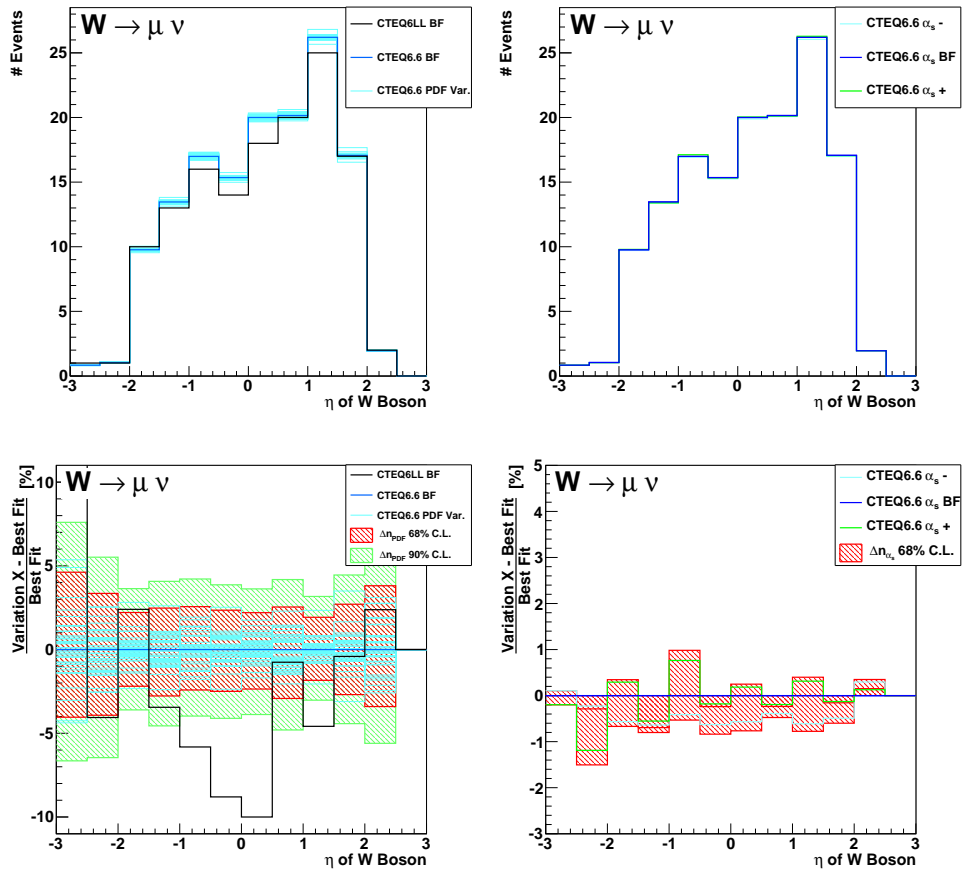 W → μ ν
CTEQ6LL BF
CTEQ6.6 BF
CTEQ6.6 PDF Var.
# Events
25
20
15
10
5
0
-3 -2 -1 0 1 2 3
η of W Boson
W → μ ν
CTEQ6.6 αs -
CTEQ6.6 αs BF
CTEQ6.6 αs +
# Events
25
20
15
10
5
0
-3 -2 -1 0 1 2 3
η of W Boson
W → μ ν
CTEQ6LL BF
CTEQ6.6 BF
CTEQ6.6 PDF Var.
ΔnPDF 68% C.L.
ΔnPDF 90% C.L.
Variation X - Best Fit [%]
Best Fit
10
5
0
-5
-10
-3 -2 -1 0 1 2 3
η of W Boson
W → μ ν
CTEQ6.6 αs -
CTEQ6.6 αs BF
CTEQ6.6 αs +
Δnαs 68% C.L.
Variation X - Best Fit [%]
Best Fit
5
4
3
2
1
0
-1
-2
-3
-3 -2 -1 0 1 2 3
η of W Boson